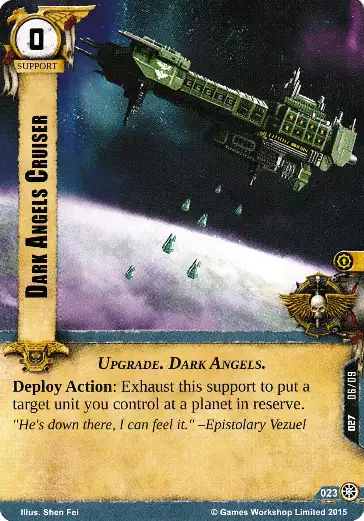 0
SUPPORT
DARK ANGELS CRUISER
UPGRADE. DARK ANGELS.
Deploy Action: Exhaust this support to put a
target unit you control at a planet in reserve.
"He's down there, I can feel it." –Epistolary Vezuel
023
Illus. Shen Fei
© Games Workshop Limited 2015